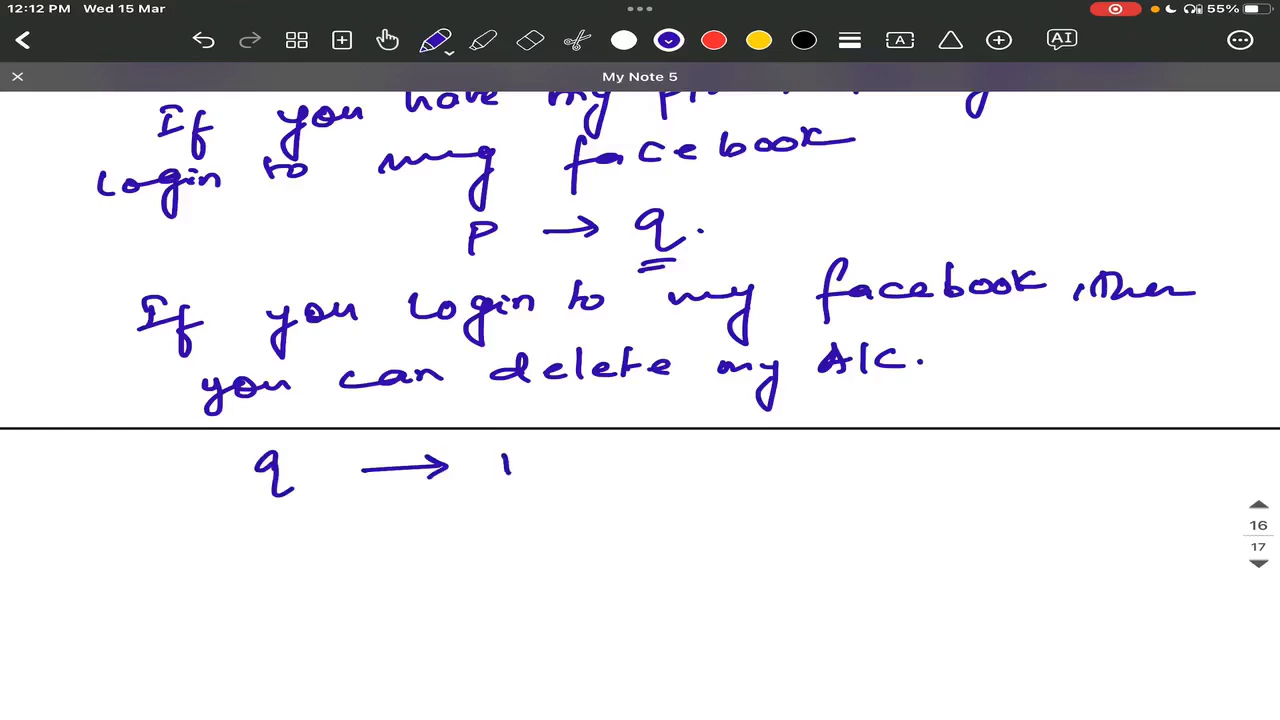 12:12 PM Wed 15 Mar
55%
A
AI
My Note 5
If you have my
Login to my facebook
P → q.
If you Login to my facebook, then
you can delete my A/C.
q →
16
17